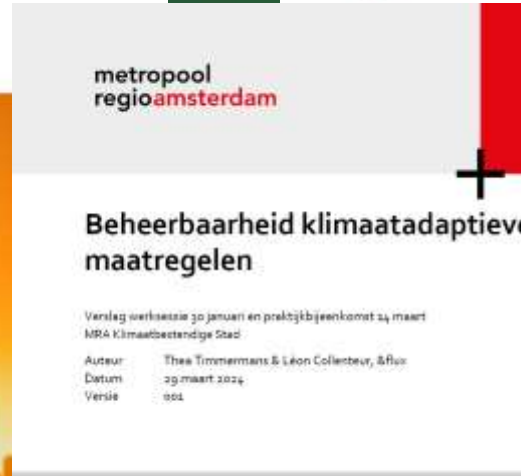 metropool
regioamsterdam
Beheerbaarheid klimaatadaptieve
maatregelen
Verslag werksessie 30 januari en praktijkbijeenkomst 14 maart
MRA Klimaatbestendige Stad
Auteur Thea Timmermans & Léon Collenteur, &flux
Datum 29 maart 2024
Versie 001